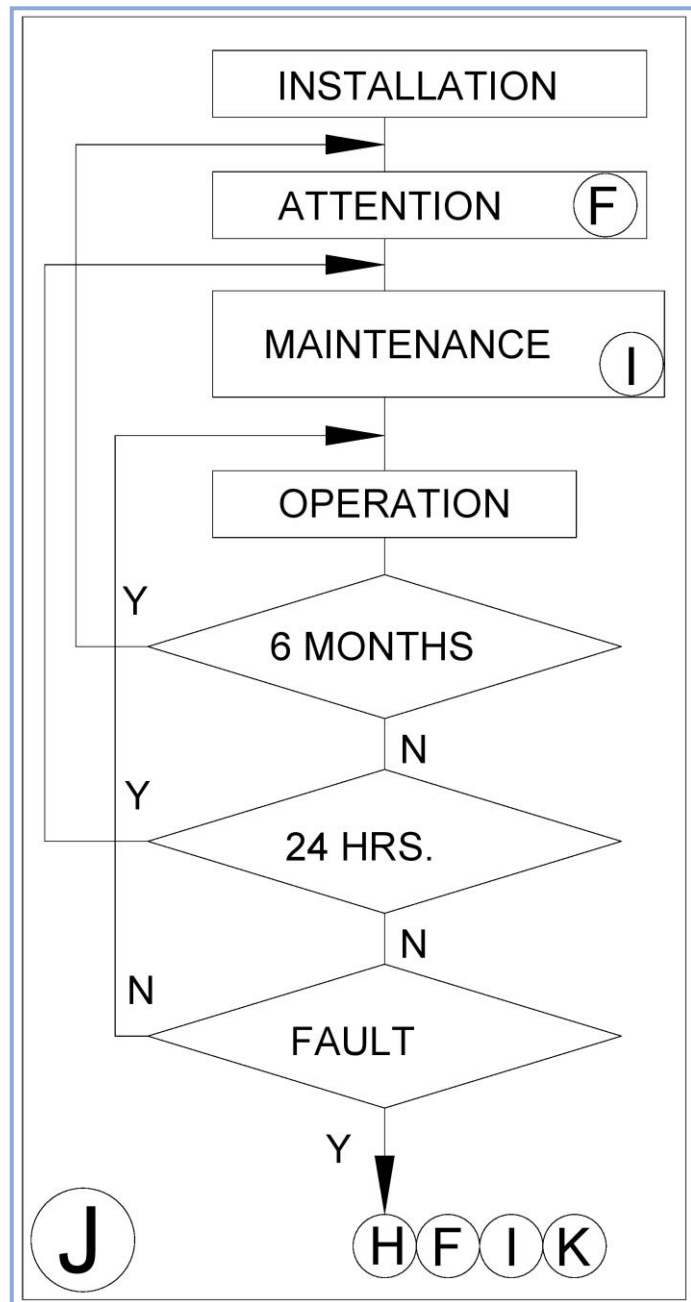 INSTALLATION
ATTENTION F
MAINTENANCE I
OPERATION
Y
6 MONTHS
N
Y
24 HRS.
N
N
FAULT
Y
J H F I K